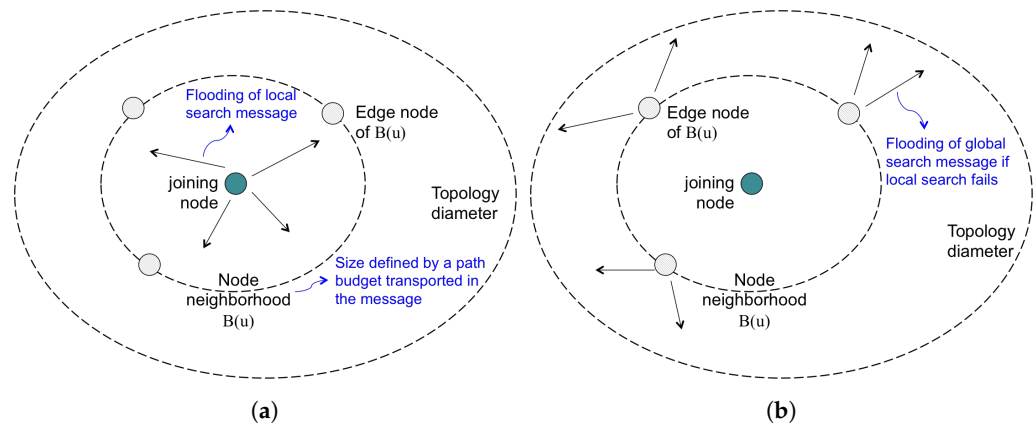 Flooding of local
search message
Edge node
of B(u)
joining
node
Topology
diameter
Size defined by a path
budget transported in
the message
Node
neighborhood
B(u)
(a)
Edge node
of B(u)
Flooding of global
search message if
local search fails
joining
node
Topology
diameter
Node
neighborhood
B(u)
(b)